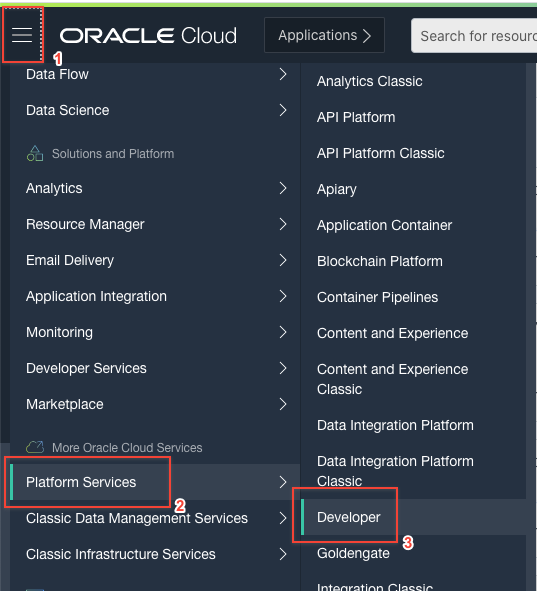 ORACLE Cloud
Applications
Search for resourc
1
Data Flow
Data Science
Solutions and Platform
Analytics
Resource Manager
Email Delivery
Application Integration
Monitoring
Developer Services
Marketplace
More Oracle Cloud Services
Platform Services
2
Classic Data Management Services
Classic Infrastructure Services
Analytics Classic
API Platform
API Platform Classic
Apiary
Application Container
Blockchain Platform
Container Pipelines
Content and Experience
Content and Experience
Classic
Data Integration Platform
Data Integration Platform
Classic
Developer
3
Goldengate
Integration Classic